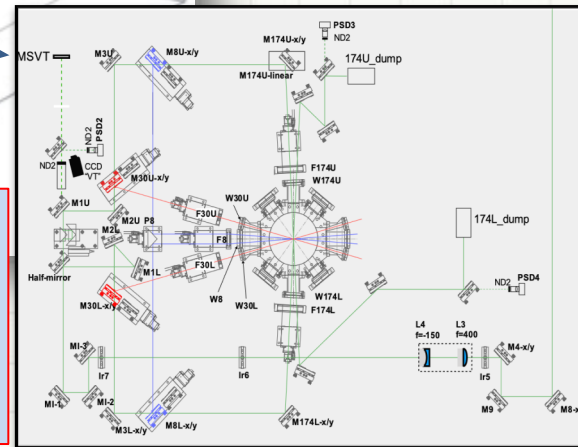 PSD3
ND2
M3U
M8U-x/y
M174U-x/y
174U_dump
MSVT
M174U-linear
ND2
PSD2
ND2
CCD
"VT"
M30U-x/y
F174U
W174U
M1U
W30U
F30U
174L_dump
M2U P8
M2L
F8
M1L
F30L
Half-mirror
W8
W30L
W174L
F174L
ND2
PSD4
M30L-x/y
L4
f=-150
L3
f=400
M4-x/y
MI-3
Ir7
Ir6
Ir5
MI-1
MI-2
M3L-x/y
M8L-x/y
M174L-x/y
M9
M8-x